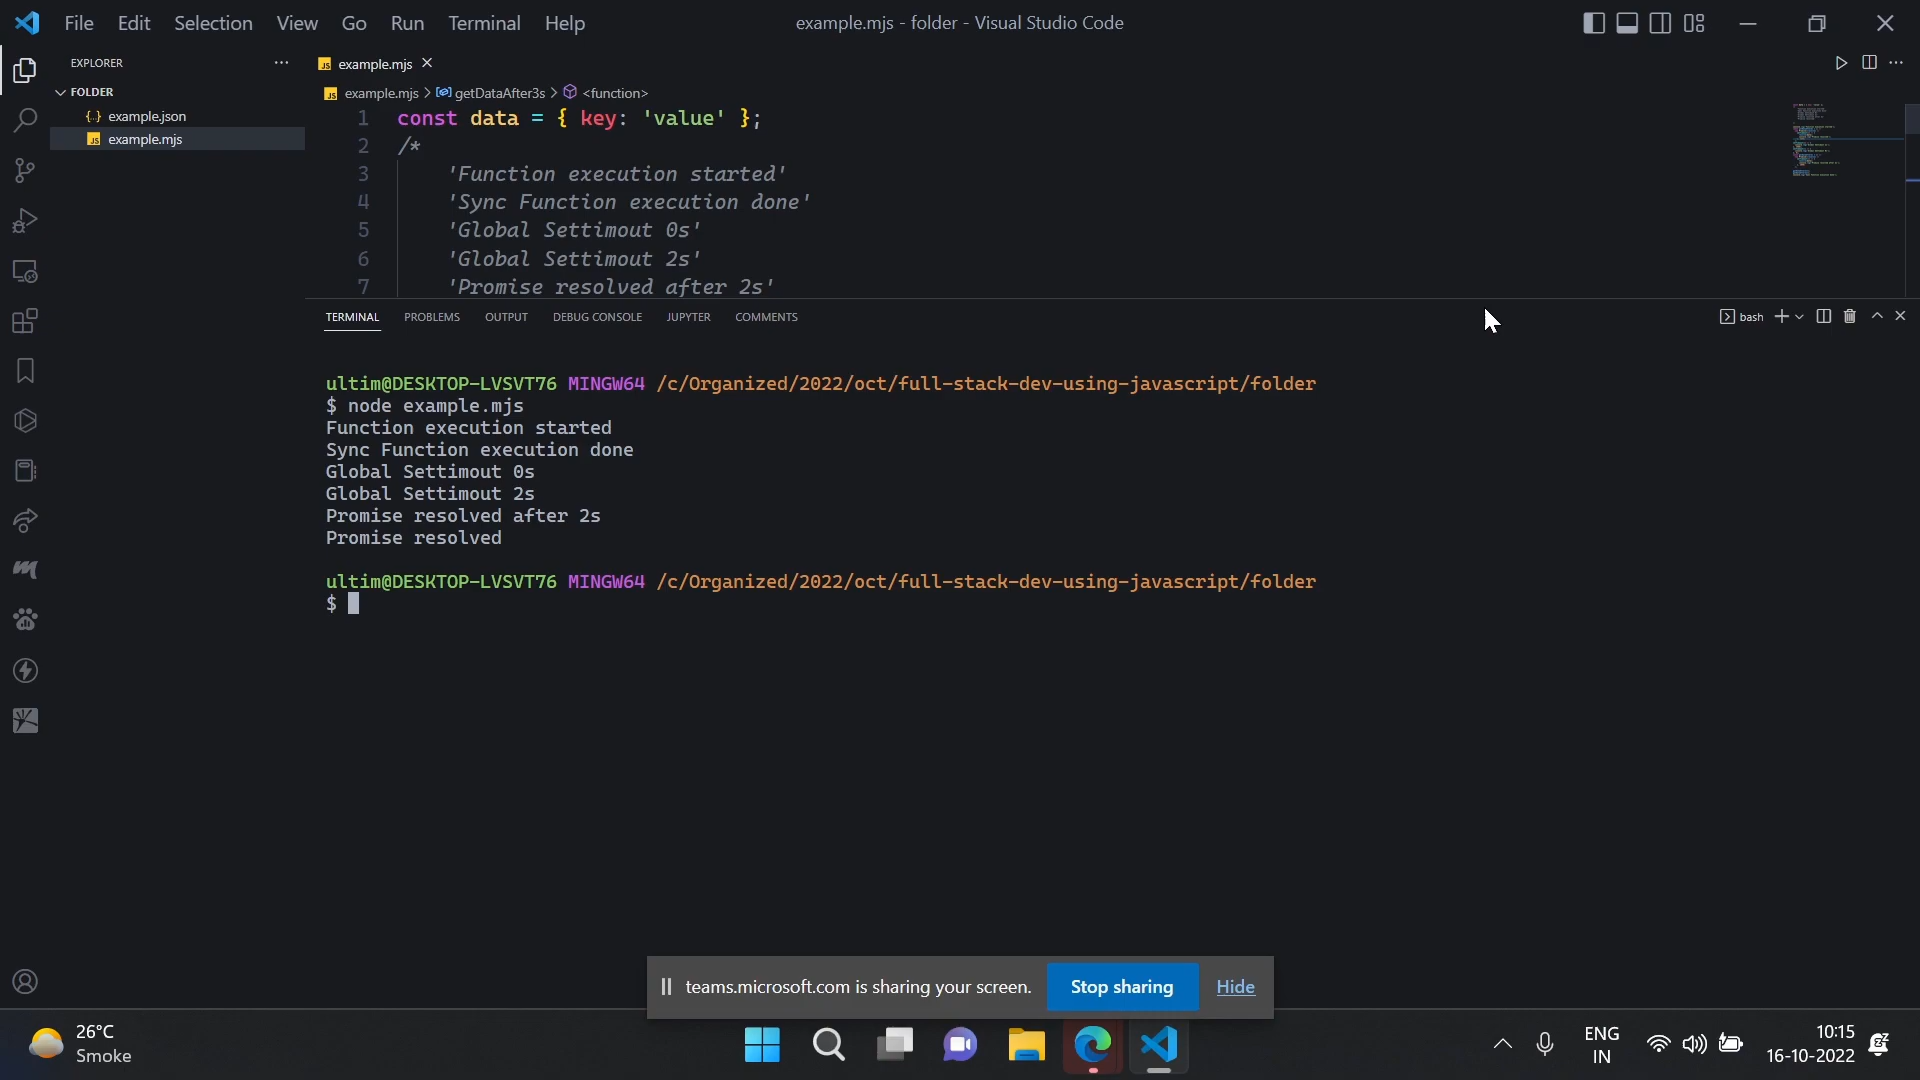 File Edit Selection View Go Run Terminal Help
example.mjs - folder - Visual Studio Code
EXPLORER
FOLDER
example.json
example.mjs
example.mjs
example.mjs > getDataAfter3s > <function>
1 const data = { key: 'value' };
2 /*
3 'Function execution started'
4 'Sync Function execution done'
5 'Global Settimout 0s'
6 'Global Settimout 2s'
7 'Promise resolved after 2s'
TERMINAL PROBLEMS OUTPUT DEBUG CONSOLE JUPYTER COMMENTS
bash
ultim@DESKTOP-LVSVT76 MINGW64 /c/Organized/2022/oct/full-stack-dev-using-javascript/folder
$ node example.mjs
Function execution started
Sync Function execution done
Global Settimout 0s
Global Settimout 2s
Promise resolved after 2s
Promise resolved
ultim@DESKTOP-LVSVT76 MINGW64 /c/Organized/2022/oct/full-stack-dev-using-javascript/folder
$
teams.microsoft.com is sharing your screen. Stop sharing Hide
26°C
Smoke
ENG
IN
10:15
16-10-2022